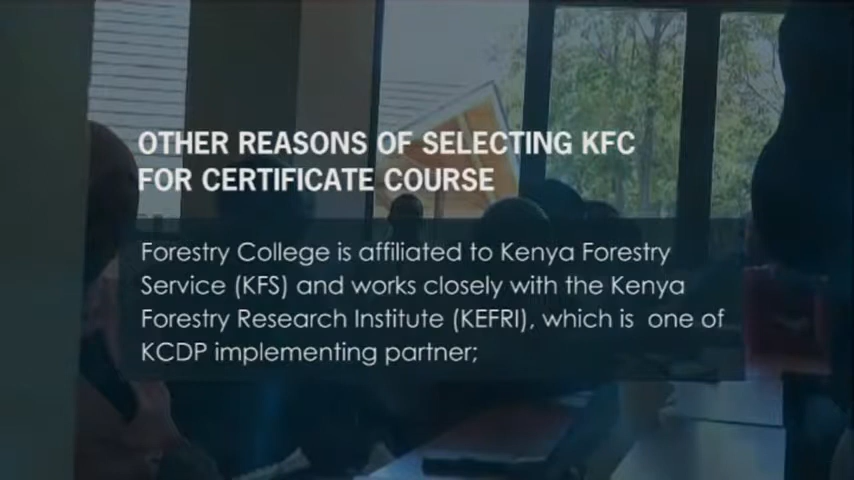 OTHER REASONS OF SELECTING KFC
FOR CERTIFICATE COURSE
Forestry College is affiliated to Kenya Forestry
Service (KFS) and works closely with the Kenya
Forestry Research Institute (KEFRI), which is one of
KCDP implementing partner;